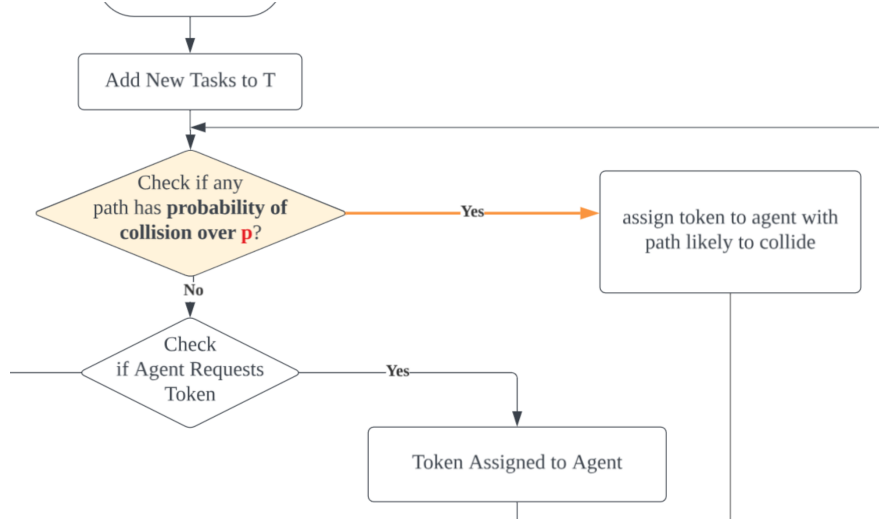 Add New Tasks to T
Check if any
path has probability of
collision over p?
Yes
assign token to agent with
path likely to collide
No
Check
if Agent Requests
Token
Yes
Token Assigned to Agent